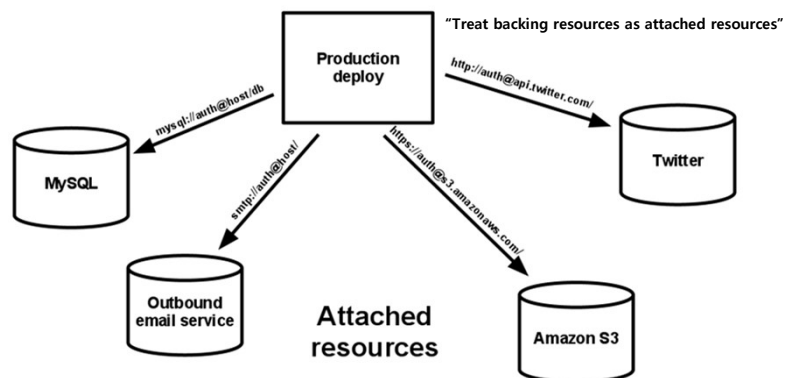 “Treat backing resources as attached resources”
Production
deploy
http://auth@api.twitter.com/
mysql://auth@host/db
smtp://auth@host/
https://auth@s3.amazonaws.com/
MySQL
Twitter
Outbound
email service
Attached
resources
Amazon S3